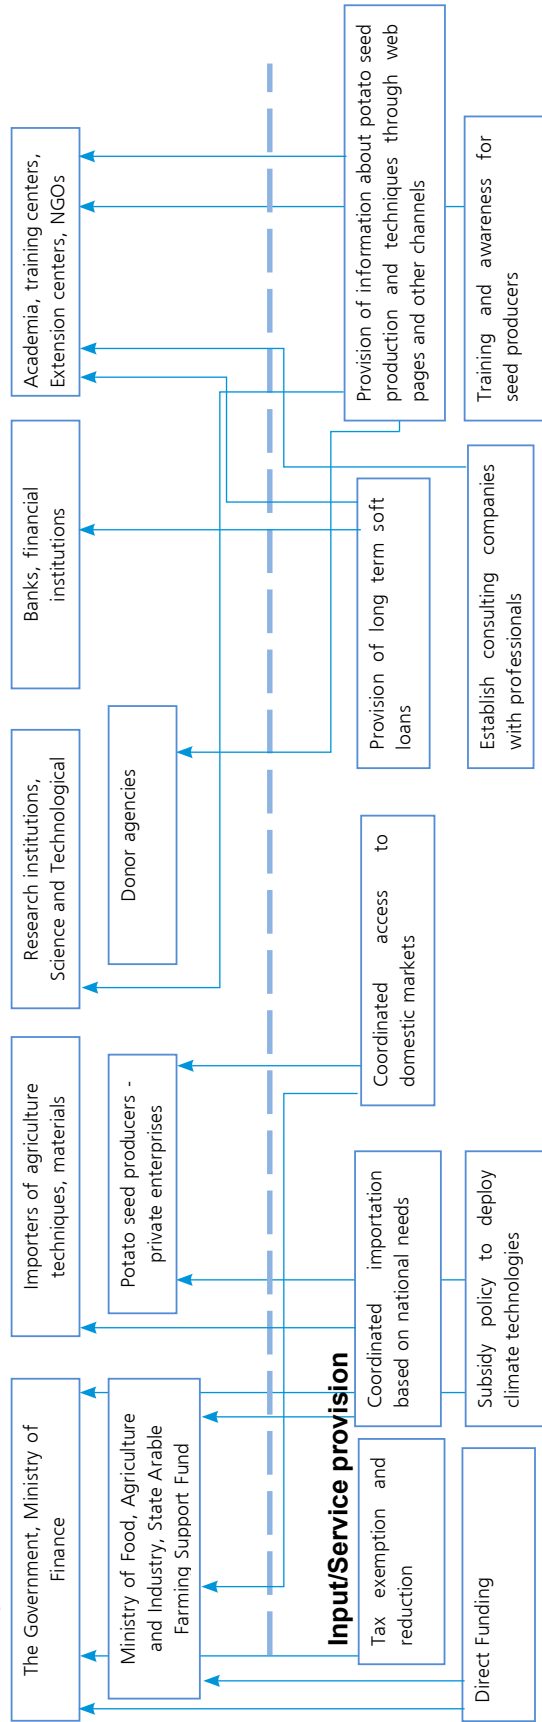 The Government, Ministry of
Finance
Importers of agriculture
techniques, materials
Research institutions,
Science and Technological
Banks, financial
institutions
Academia, training centers,
Extension centers, NGOs
Ministry of Food, Agriculture
and Industry, State Arable
Farming Support Fund
Potato seed producers -
private enterprises
Donor agencies
Input/Service provision
Tax exemption and
reduction
Coordinated importation
based on national needs
Coordinated access to
domestic markets
Provision of long term soft
loans
Provision of information about potato seed
production and techniques through web
pages and other channels
Direct Funding
Subsidy policy to deploy
climate technologies
Establish consulting companies
with professionals
Training and awareness for
seed producers